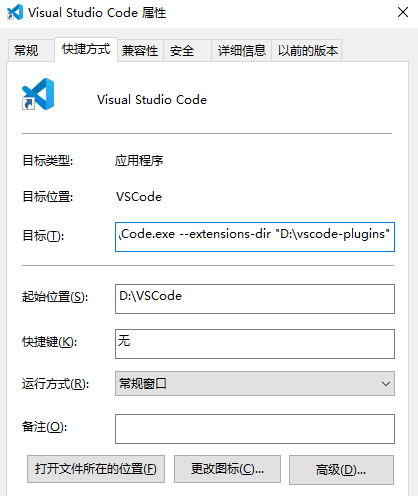 Visual Studio Code 属性
常规 快捷方式 兼容性 安全 详细信息 以前的版本
Visual Studio Code
目标类型: 应用程序
目标位置: VSCode
目标(T): \Code.exe --extensions-dir "D:\vscode-plugins"
起始位置(S): D:\VSCode
快捷键(K): 无
运行方式(R): 常规窗口
备注(O):
打开文件所在的位置(F) 更改图标(C)... 高级(D)...